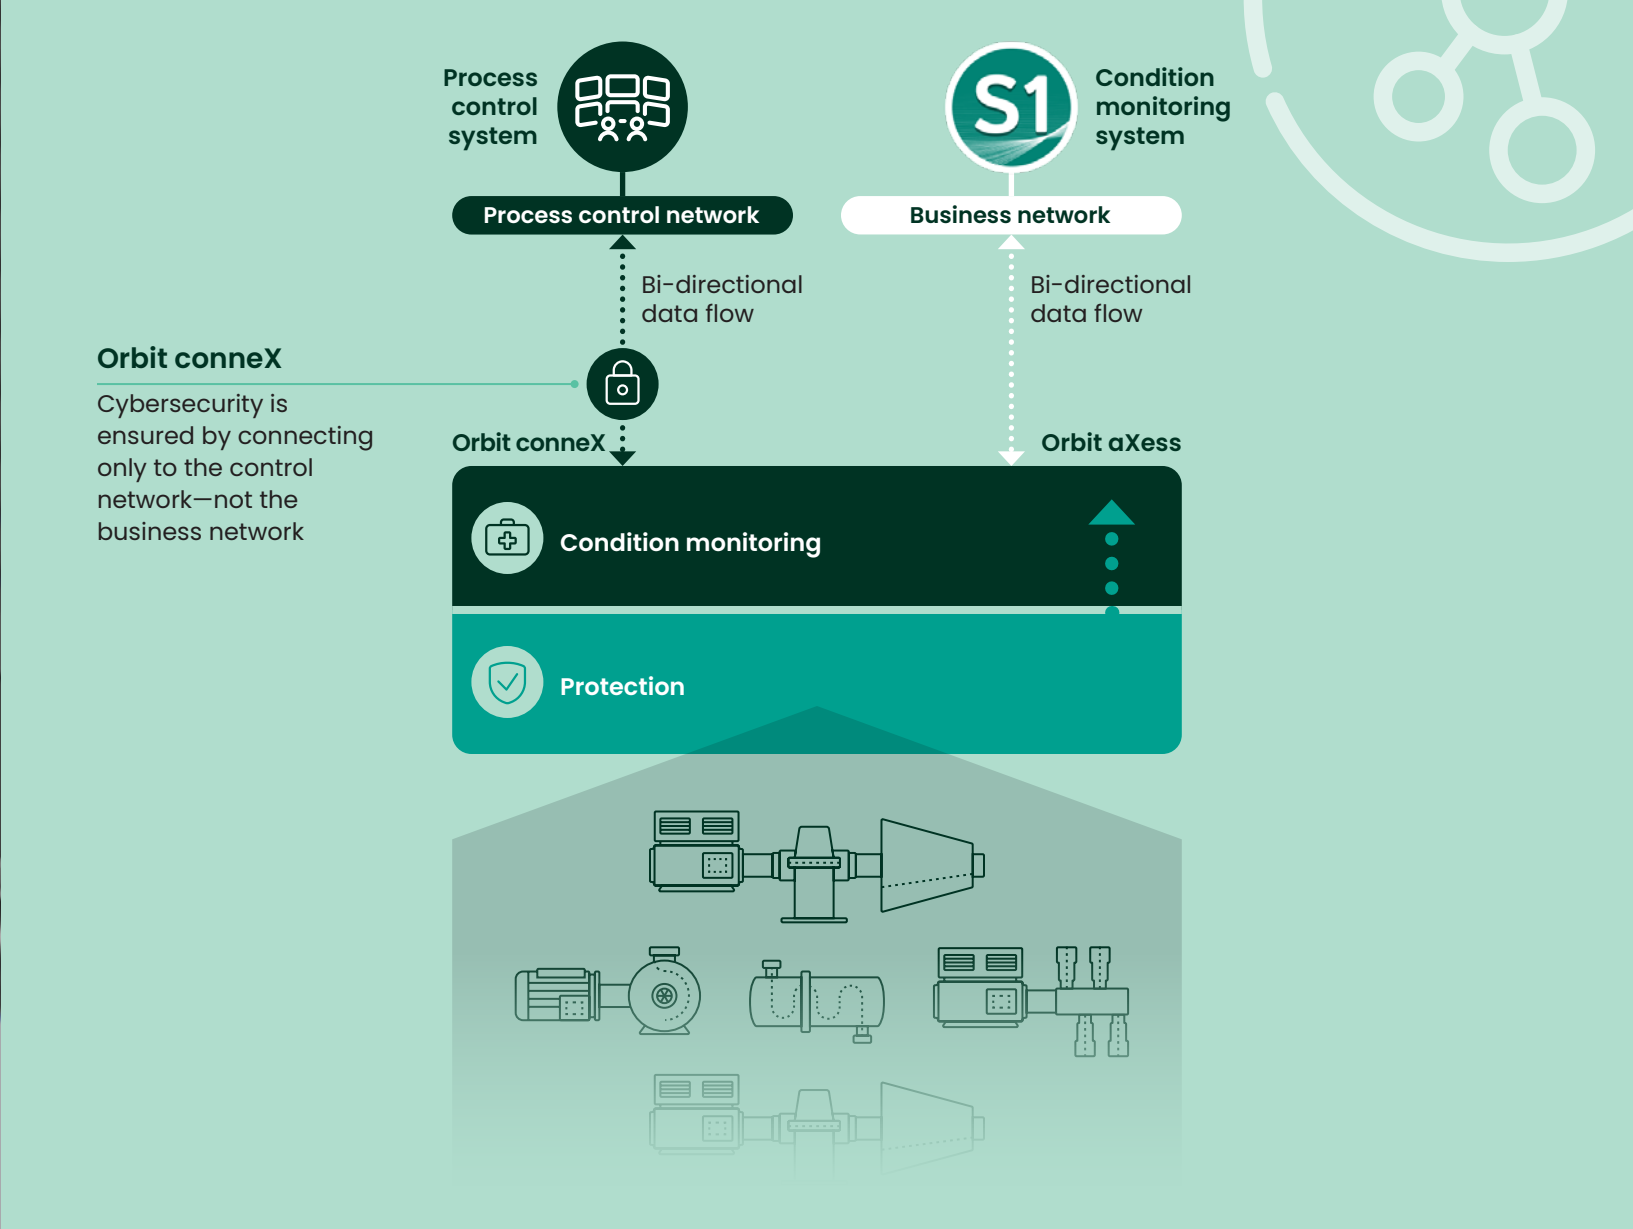 Process
control
system
S1
Condition
monitoring
system
Process control network
Business network
Bi-directional
data flow
Bi-directional
data flow
Orbit conneX
Cybersecurity is
ensured by connecting
only to the control
network—not the
business network
Orbit conneX
Orbit aXess
Condition monitoring
Protection